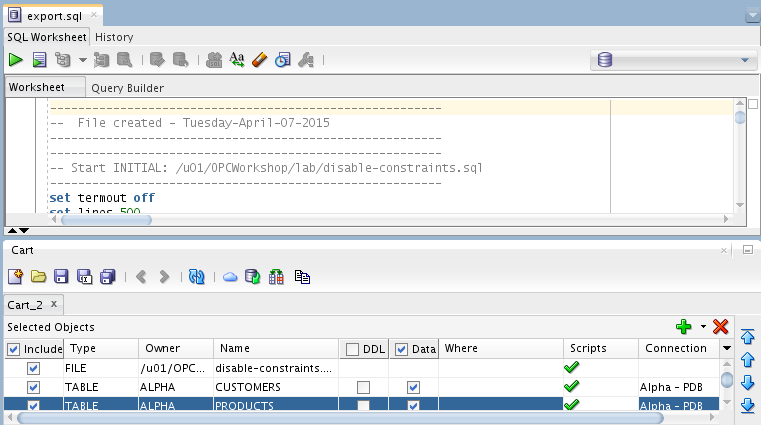 export.sql
SQL Worksheet History
Worksheet Query Builder
--------------------------------------------------------
--  File created - Tuesday-April-07-2015
--------------------------------------------------------
--------------------------------------------------------
-- Start INITIAL: /u01/OPCWorkshop/lab/disable-constraints.sql
--------------------------------------------------------
set termout off
set lines 500
Cart
Cart_2 x
Selected Objects
Include Type Owner Name DDL Data Where Scripts Connection
FILE /u01/OPC... disable-constraints....
TABLE ALPHA CUSTOMERS Alpha - PDB
TABLE ALPHA PRODUCTS Alpha - PDB